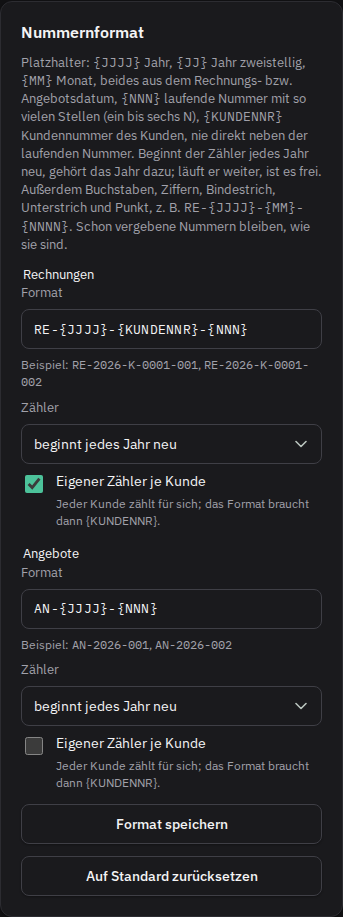 Nummernformat
Platzhalter: {JJJJ} Jahr, {JJ} Jahr zweistellig,
{MM} Monat, beides aus dem Rechnungs- bzw.
Angebotsdatum, {NNN} laufende Nummer mit so
vielen Stellen (ein bis sechs N), {KUNDENNR}
Kundennummer des Kunden, nie direkt neben der
laufenden Nummer. Beginnt der Zähler jedes Jahr
neu, gehört das Jahr dazu; läuft er weiter, ist es frei.
Außerdem Buchstaben, Ziffern, Bindestrich,
Unterstrich und Punkt, z. B. RE-{JJJJ}-{MM}-
{NNNN}. Schon vergebene Nummern bleiben, wie
sie sind.
Rechnungen
Format
RE-{JJJJ}-{KUNDENNR}-{NNN}
Beispiel: RE-2026-K-0001-001, RE-2026-K-0001-
002
Zähler
beginnt jedes Jahr neu
Eigener Zähler je Kunde
Jeder Kunde zählt für sich; das Format braucht
dann {KUNDENNR}.
Angebote
Format
AN-{JJJJ}-{NNN}
Beispiel: AN-2026-001, AN-2026-002
Zähler
beginnt jedes Jahr neu
Eigener Zähler je Kunde
Jeder Kunde zählt für sich; das Format braucht
dann {KUNDENNR}.
Format speichern
Auf Standard zurücksetzen